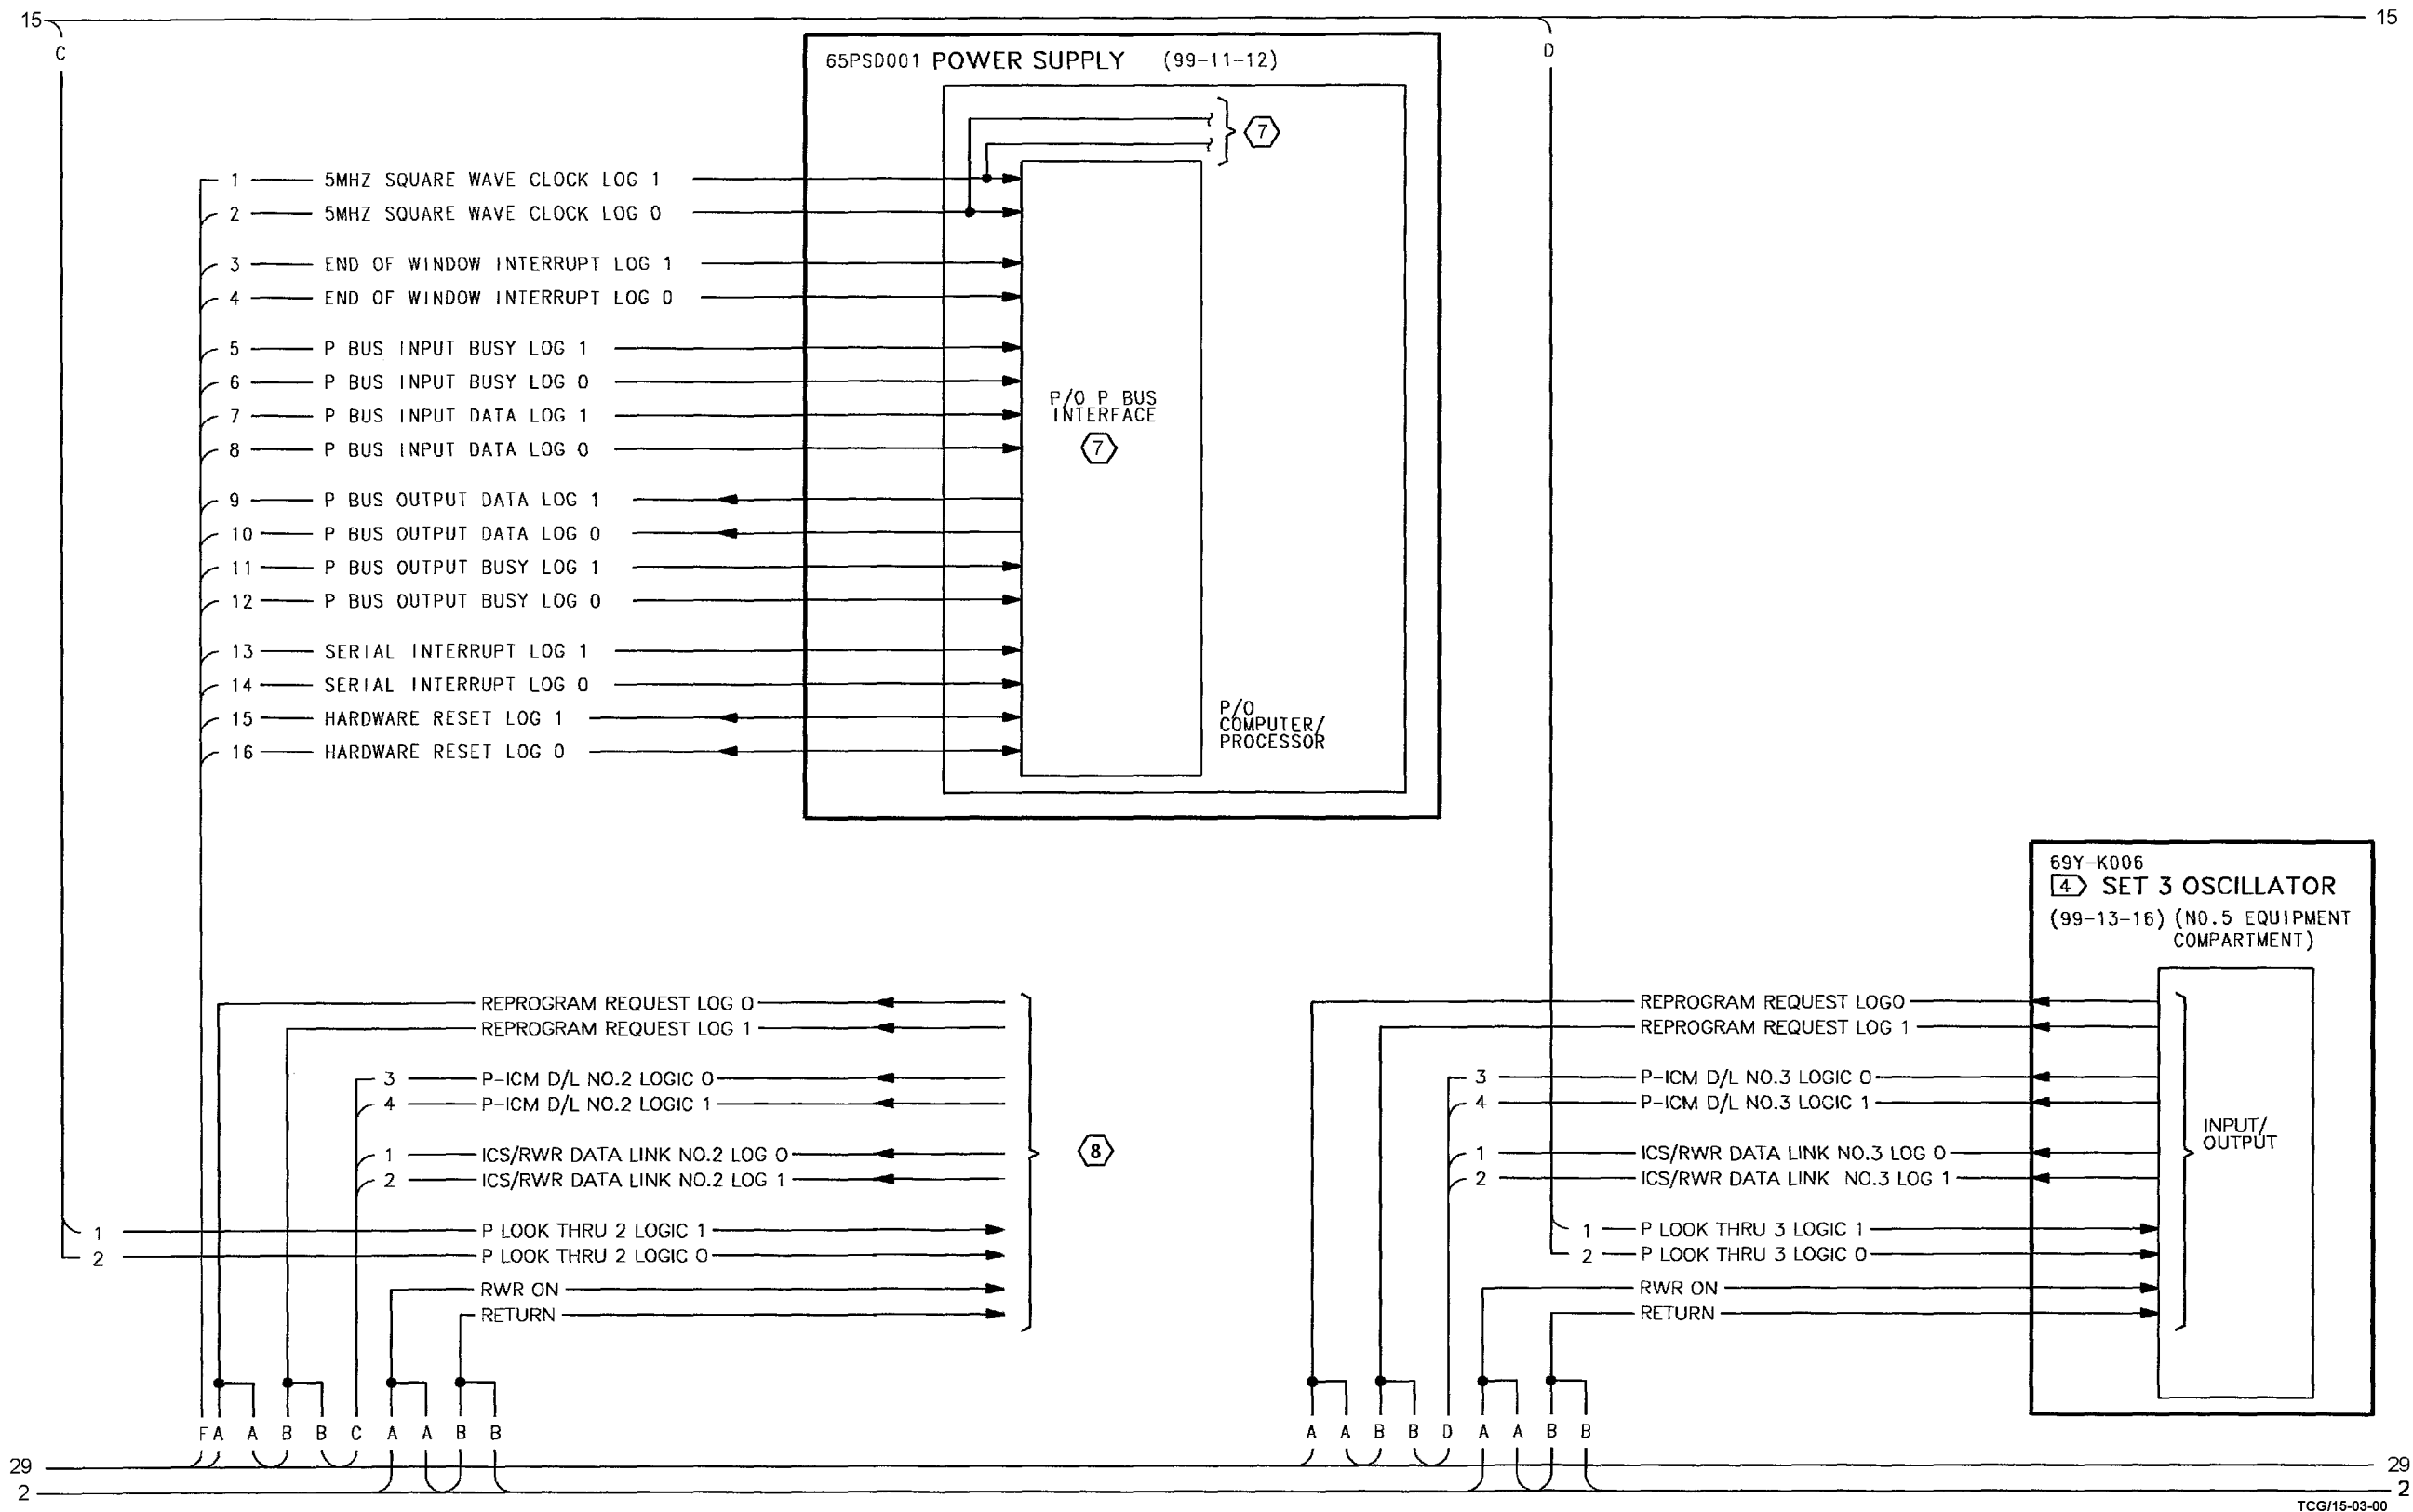 15
15
C
D
65PSD001 POWER SUPPLY (99-11-12)
7
1 5MHZ SQUARE WAVE CLOCK LOG 1
2 5MHZ SQUARE WAVE CLOCK LOG 0
3 END OF WINDOW INTERRUPT LOG 1
4 END OF WINDOW INTERRUPT LOG 0
5 P BUS INPUT BUSY LOG 1
6 P BUS INPUT BUSY LOG 0
7 P BUS INPUT DATA LOG 1
8 P BUS INPUT DATA LOG 0
9 P BUS OUTPUT DATA LOG 1
10 P BUS OUTPUT DATA LOG 0
11 P BUS OUTPUT BUSY LOG 1
12 P BUS OUTPUT BUSY LOG 0
13 SERIAL INTERRUPT LOG 1
14 SERIAL INTERRUPT LOG 0
15 HARDWARE RESET LOG 1
16 HARDWARE RESET LOG 0
P/O P BUS
INTERFACE
7
P/O
COMPUTER/
PROCESSOR
69Y-K006
4 SET 3 OSCILLATOR
(99-13-16) (NO.5 EQUIPMENT
COMPARTMENT)
REPROGRAM REQUEST LOG 0
REPROGRAM REQUEST LOG 1
3 P-ICM D/L NO.2 LOGIC 0
4 P-ICM D/L NO.2 LOGIC 1
1 ICS/RWR DATA LINK NO.2 LOG 0
2 ICS/RWR DATA LINK NO.2 LOG 1
1 P LOOK THRU 2 LOGIC 1
2 P LOOK THRU 2 LOGIC 0
RWR ON
RETURN
8
REPROGRAM REQUEST LOG0
REPROGRAM REQUEST LOG 1
3 P-ICM D/L NO.3 LOGIC 0
4 P-ICM D/L NO.3 LOGIC 1
1 ICS/RWR DATA LINK NO.3 LOG 0
2 ICS/RWR DATA LINK NO.3 LOG 1
1 P LOOK THRU 3 LOGIC 1
2 P LOOK THRU 3 LOGIC 0
RWR ON
RETURN
INPUT/
OUTPUT
F A A B B C A A B B
A A B B D A A B B
29
29
2
2
TCG/15-03-00